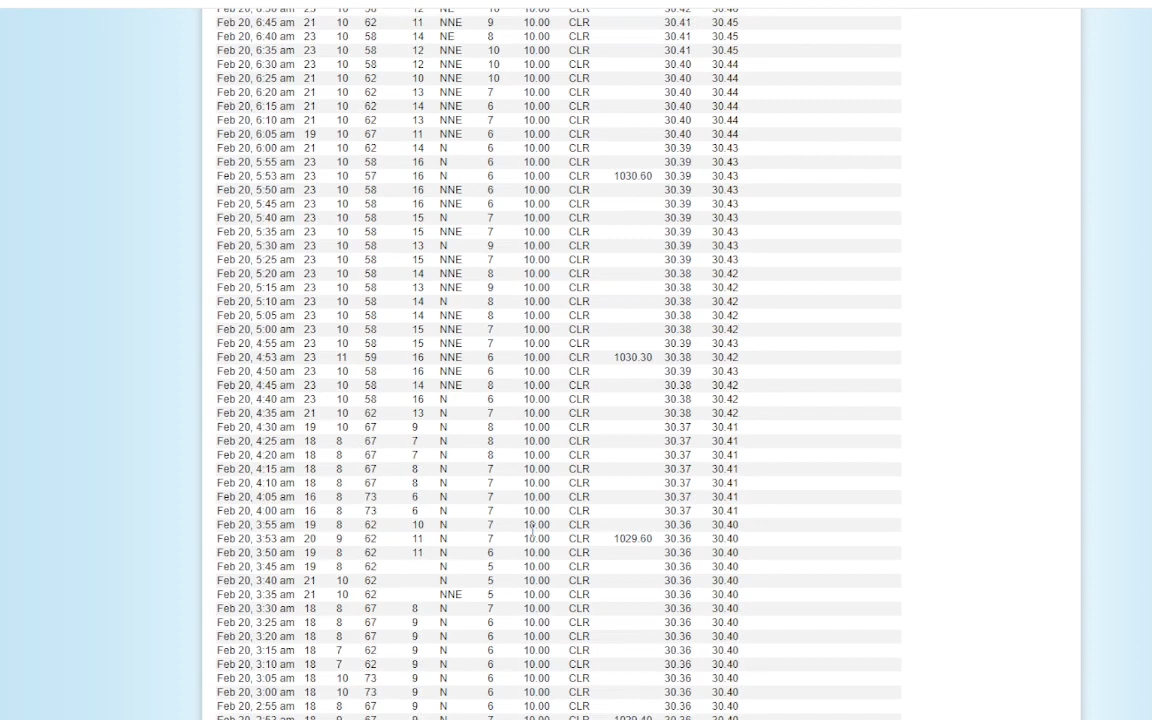 Feb 20, 6:45 am 21 10 62 11 NNE 9 10.00 CLR 30.41 30.45
Feb 20, 6:40 am 23 10 58 14 NE 8 10.00 CLR 30.41 30.45
Feb 20, 6:35 am 23 10 58 12 NNE 10 10.00 CLR 30.41 30.45
Feb 20, 6:30 am 23 10 58 12 NNE 10 10.00 CLR 30.40 30.44
Feb 20, 6:25 am 21 10 62 10 NNE 10 10.00 CLR 30.40 30.44
Feb 20, 6:20 am 21 10 62 13 NNE 7 10.00 CLR 30.40 30.44
Feb 20, 6:15 am 21 10 62 14 NNE 6 10.00 CLR 30.40 30.44
Feb 20, 6:10 am 21 10 62 13 NNE 7 10.00 CLR 30.40 30.44
Feb 20, 6:05 am 19 10 67 11 NNE 6 10.00 CLR 30.40 30.44
Feb 20, 6:00 am 21 10 62 14 N 6 10.00 CLR 30.39 30.43
Feb 20, 5:55 am 23 10 58 16 N 6 10.00 CLR 30.39 30.43
Feb 20, 5:53 am 23 10 57 16 N 6 10.00 CLR 1030.60 30.39 30.43
Feb 20, 5:50 am 23 10 58 16 NNE 6 10.00 CLR 30.39 30.43
Feb 20, 5:45 am 23 10 58 16 NNE 6 10.00 CLR 30.39 30.43
Feb 20, 5:40 am 23 10 58 15 N 7 10.00 CLR 30.39 30.43
Feb 20, 5:35 am 23 10 58 15 NNE 7 10.00 CLR 30.39 30.43
Feb 20, 5:30 am 23 10 58 13 N 9 10.00 CLR 30.39 30.43
Feb 20, 5:25 am 23 10 58 15 NNE 7 10.00 CLR 30.39 30.43
Feb 20, 5:20 am 23 10 58 14 NNE 8 10.00 CLR 30.38 30.42
Feb 20, 5:15 am 23 10 58 13 NNE 9 10.00 CLR 30.38 30.42
Feb 20, 5:10 am 23 10 58 14 N 8 10.00 CLR 30.38 30.42
Feb 20, 5:05 am 23 10 58 14 NNE 8 10.00 CLR 30.38 30.42
Feb 20, 5:00 am 23 10 58 15 NNE 7 10.00 CLR 30.38 30.42
Feb 20, 4:55 am 23 10 58 15 NNE 7 10.00 CLR 30.39 30.43
Feb 20, 4:53 am 23 11 59 16 NNE 6 10.00 CLR 1030.30 30.38 30.42
Feb 20, 4:50 am 23 10 58 16 NNE 6 10.00 CLR 30.39 30.43
Feb 20, 4:45 am 23 10 58 14 NNE 8 10.00 CLR 30.38 30.42
Feb 20, 4:40 am 23 10 58 16 N 6 10.00 CLR 30.38 30.42
Feb 20, 4:35 am 21 10 62 13 N 7 10.00 CLR 30.38 30.42
Feb 20, 4:30 am 19 10 67 9 N 8 10.00 CLR 30.37 30.41
Feb 20, 4:25 am 18 8 67 7 N 8 10.00 CLR 30.37 30.41
Feb 20, 4:20 am 18 8 67 7 N 8 10.00 CLR 30.37 30.41
Feb 20, 4:15 am 18 8 67 8 N 7 10.00 CLR 30.37 30.41
Feb 20, 4:10 am 18 8 67 8 N 7 10.00 CLR 30.37 30.41
Feb 20, 4:05 am 16 8 73 6 N 7 10.00 CLR 30.37 30.41
Feb 20, 4:00 am 16 8 73 6 N 7 10.00 CLR 30.37 30.41
Feb 20, 3:55 am 19 8 62 10 N 7 10.00 CLR 30.36 30.40
Feb 20, 3:53 am 20 9 62 11 N 7 10.00 CLR 1029.60 30.36 30.40
Feb 20, 3:50 am 19 8 62 11 N 6 10.00 CLR 30.36 30.40
Feb 20, 3:45 am 19 8 62 N 5 10.00 CLR 30.36 30.40
Feb 20, 3:40 am 21 10 62 N 5 10.00 CLR 30.36 30.40
Feb 20, 3:35 am 21 10 62 NNE 5 10.00 CLR 30.36 30.40
Feb 20, 3:30 am 18 8 67 8 N 7 10.00 CLR 30.36 30.40
Feb 20, 3:25 am 18 8 67 9 N 6 10.00 CLR 30.36 30.40
Feb 20, 3:20 am 18 8 67 9 N 6 10.00 CLR 30.36 30.40
Feb 20, 3:15 am 18 7 62 9 N 6 10.00 CLR 30.36 30.40
Feb 20, 3:10 am 18 7 62 9 N 6 10.00 CLR 30.36 30.40
Feb 20, 3:05 am 18 10 73 9 N 6 10.00 CLR 30.36 30.40
Feb 20, 3:00 am 18 10 73 9 N 6 10.00 CLR 30.36 30.40
Feb 20, 2:55 am 18 8 67 9 N 6 10.00 CLR 30.36 30.40